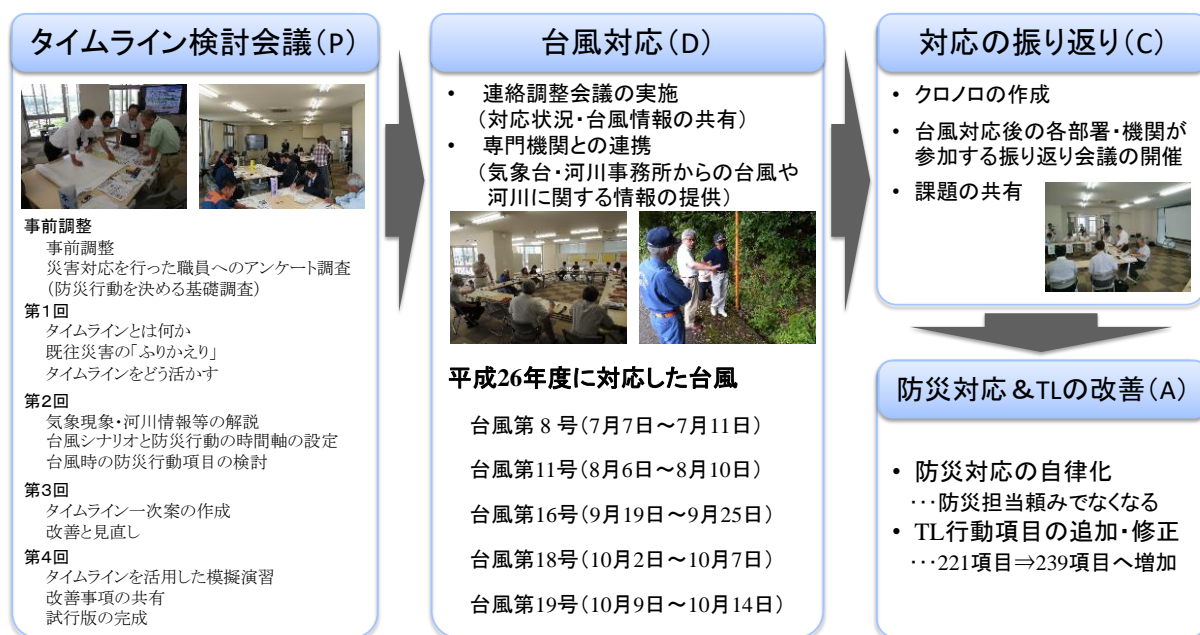 タイムライン検討会議(P)
事前調整
事前調整
災害対応を行った職員へのアンケート調査
(防災行動を決める基礎調査)
第1回
タイムラインとは何か
既往災害の「ふりかえり」
タイムラインをどう活かす
第2回
気象現象・河川情報等の解説
台風シナリオと防災行動の時間軸の設定
台風時の防災行動項目の検討
第3回
タイムライン一次案の作成
改善と見直し
第4回
タイムラインを活用した模擬演習
改善事項の共有
試行版の完成
台風対応(D)
• 連絡調整会議の実施
(対応状況・台風情報の共有)
• 専門機関との連携
(気象台・河川事務所からの台風や
河川に関する情報の提供)
平成26年度に対応した台風
台風第 8 号(7月7日～7月11日)
台風第11号(8月6日～8月10日)
台風第16号(9月19日～9月25日)
台風第18号(10月2日～10月7日)
台風第19号(10月9日～10月14日)
対応の振り返り(C)
• クロノロの作成
• 台風対応後の各部署・機関が
参加する振り返り会議の開催
• 課題の共有
防災対応＆TLの改善(A)
• 防災対応の自律化
…防災担当頼みでなくなる
• TL行動項目の追加・修正
…221項目⇒239項目へ増加